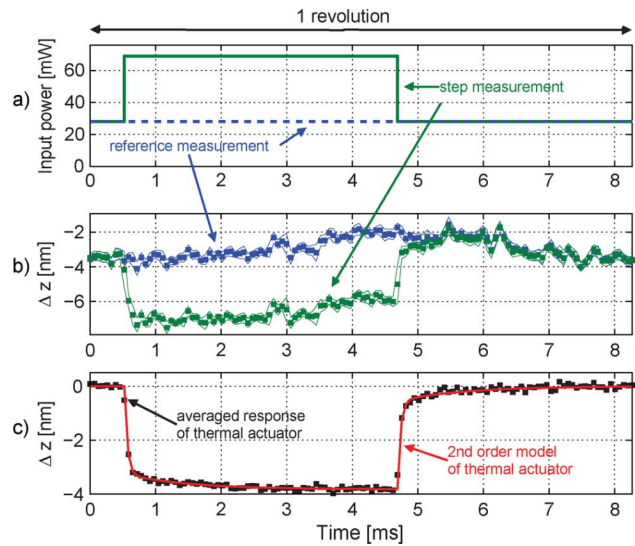 1 revolution
a)
Input power [mW]
60
40
20
0
step measurement
reference measurement
0 1 2 3 4 5 6 7 8
b)
Δ z [nm]
-2
-4
-6
0 1 2 3 4 5 6 7 8
c)
Δ z [nm]
0
-2
-4
averaged response
of thermal actuator
2nd order model
of thermal actuator
0 1 2 3 4 5 6 7 8
Time [ms]